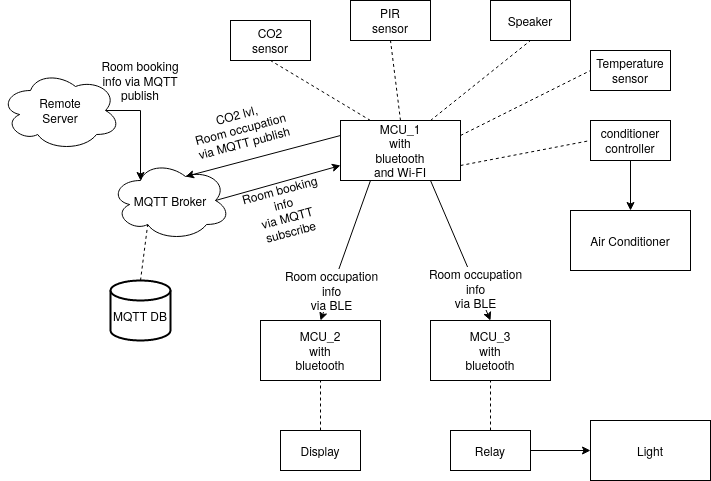 PIR
sensor
Speaker
CO2
sensor
Temperature
sensor
Room booking
info via MQTT
publish
Remote
Server
CO2 lvl,
Room occupation
via MQTT publish
MCU_1
with
bluetooth
and Wi-FI
conditioner
controller
MQTT Broker
Room booking
info
via MQTT
subscribe
Air Conditioner
Room occupation
info
via BLE
Room occupation
info
via BLE
MQTT DB
MCU_2
with
bluetooth
MCU_3
with
bluetooth
Display
Relay
Light